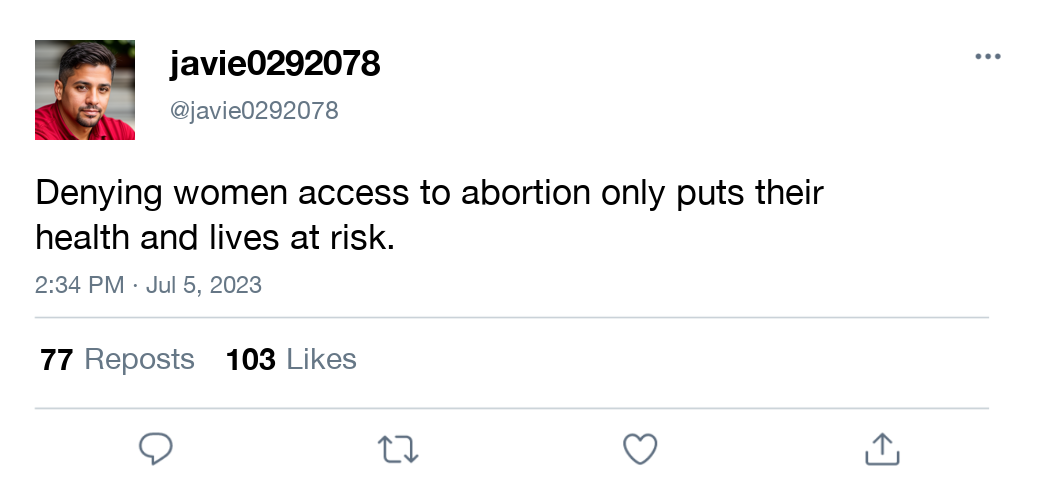 javie0292078
@javie0292078
Denying women access to abortion only puts their
health and lives at risk.
2:34 PM · Jul 5, 2023
77 Reposts 103 Likes